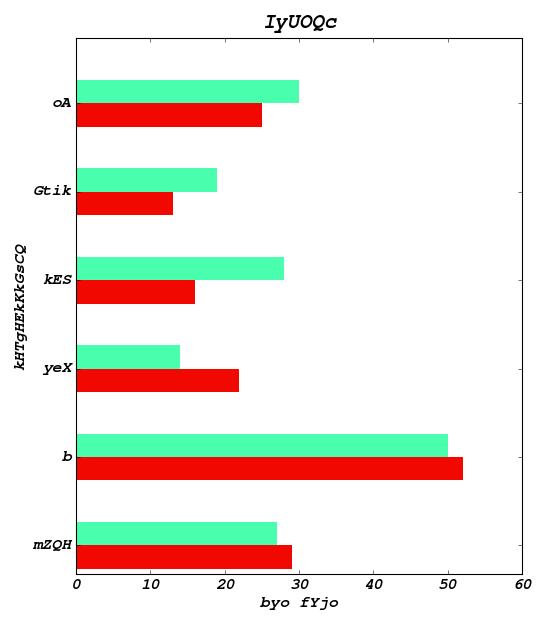 IyUOQc
kHTgHEkKkGsCQ
oA
Gtik
kES
yeX
b
mZQH
0 10 20 30 40 50 60
byo fYjo